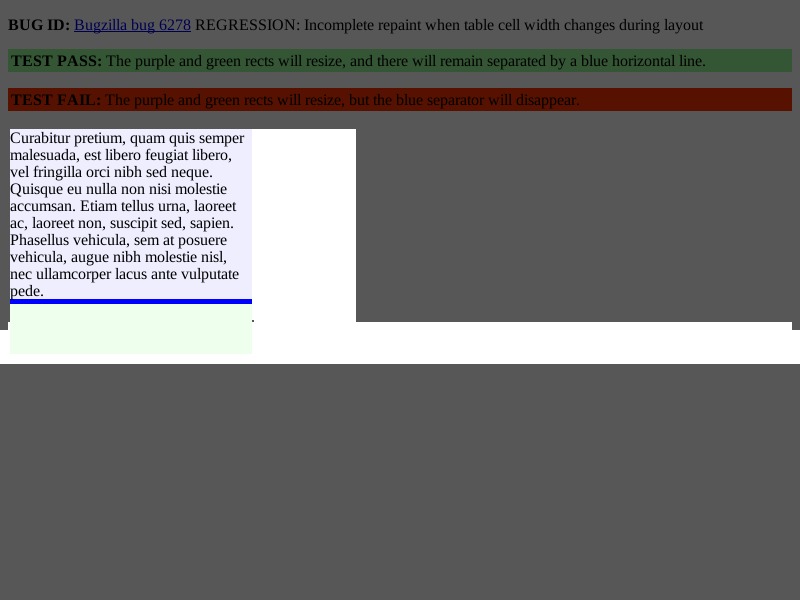 BUG ID: Bugzilla bug 6278 REGRESSION: Incomplete repaint when table cell width changes during layout
TEST PASS: The purple and green rects will resize, and there will remain separated by a blue horizontal line.
TEST FAIL: The purple and green rects will resize, but the blue separator will disappear.
Curabitur pretium, quam quis semper
malesuada, est libero feugiat libero,
vel fringilla orci nibh sed neque.
Quisque eu nulla non nisi molestie
accumsan. Etiam tellus urna, laoreet
ac, laoreet non, suscipit sed, sapien.
Phasellus vehicula, sem at posuere
vehicula, augue nibh molestie nisl,
nec ullamcorper lacus ante vulputate
pede.
.